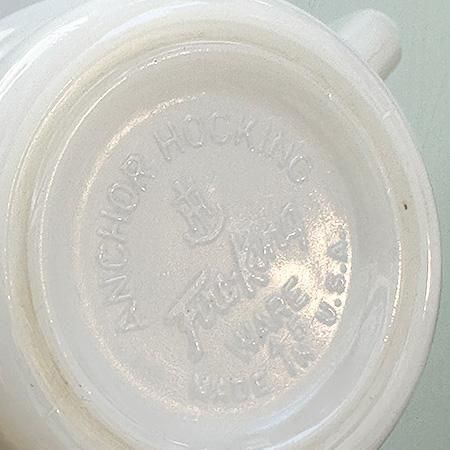 ANCHOR HOCKING
Fire-King
WARE
MADE IN U.S.A.